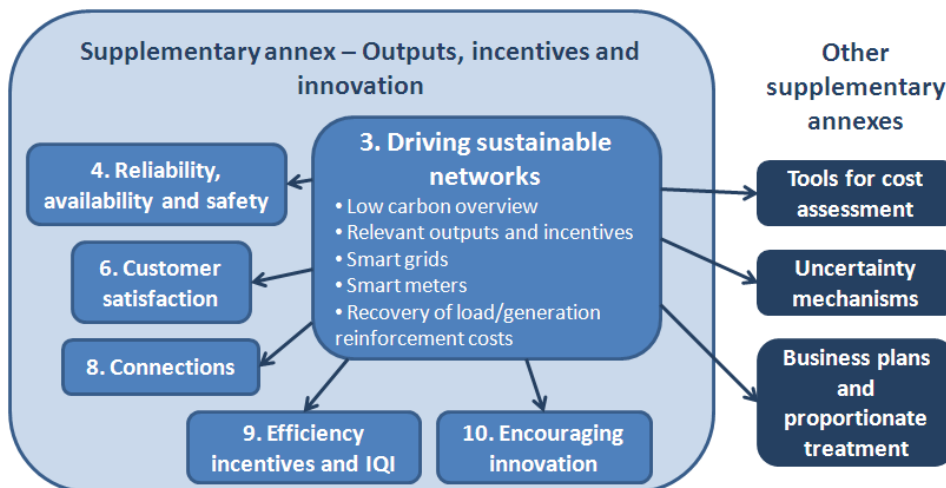 Supplementary annex – Outputs, incentives and
innovation
Other
supplementary
annexes
3. Driving sustainable
networks
• Low carbon overview
• Relevant outputs and incentives
• Smart grids
• Smart meters
• Recovery of load/generation
reinforcement costs
4. Reliability,
availability and safety
6. Customer
satisfaction
8. Connections
9. Efficiency
incentives and IQI
10. Encouraging
innovation
Tools for cost
assessment
Uncertainty
mechanisms
Business plans
and
proportionate
treatment